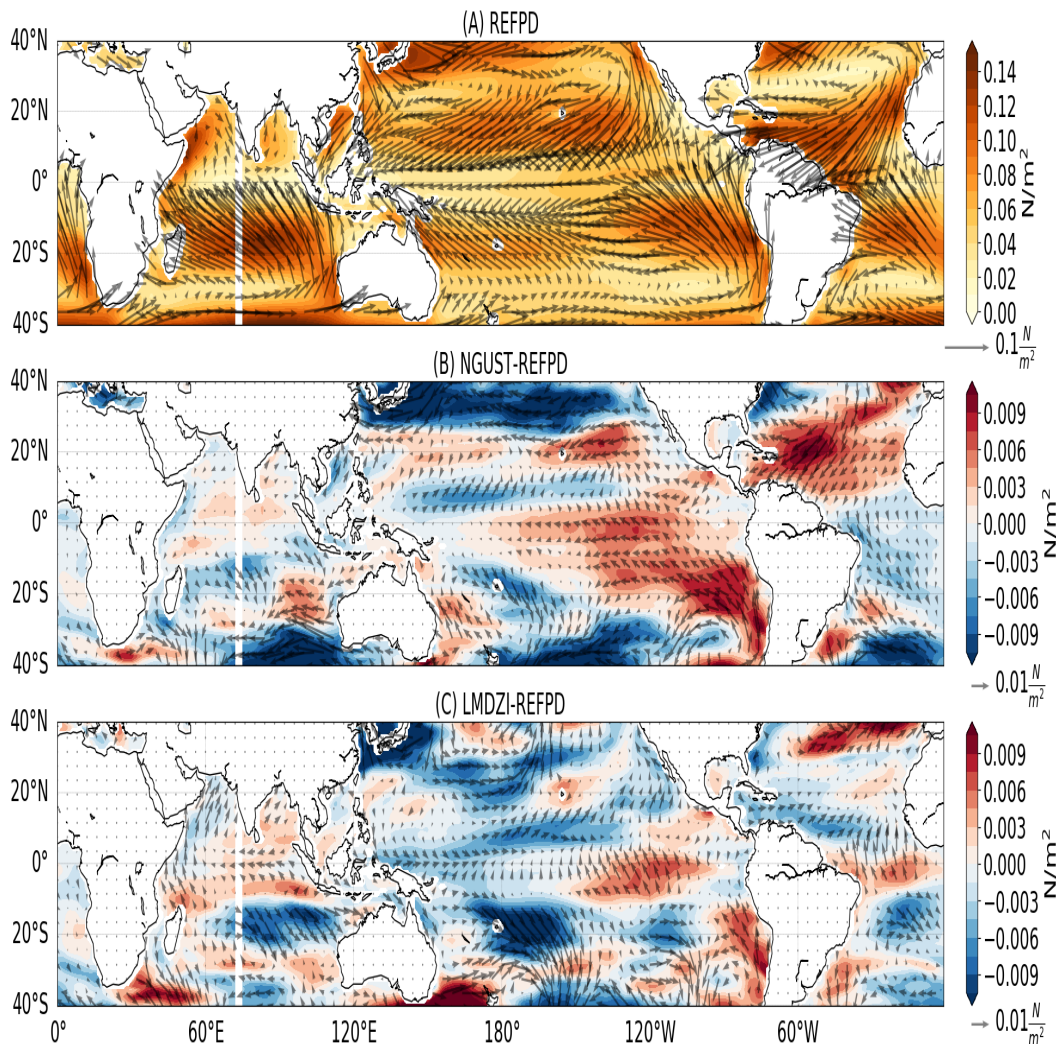 (A) REFPD
40°N
20°N
0°
20°S
40°S
0.14
0.12
0.10
0.08
0.06
0.04
0.02
0.00
N/m²
0.1 N/m²
(B) NGUST-REFPD
40°N
20°N
0°
20°S
40°S
0.009
0.006
0.003
0.000
−0.003
−0.006
−0.009
N/m²
0.01 N/m²
(C) LMDZI-REFPD
40°N
20°N
0°
20°S
40°S
0.009
0.006
0.003
0.000
−0.003
−0.006
−0.009
N/m²
0° 60°E 120°E 180° 120°W 60°W
0.01 N/m²